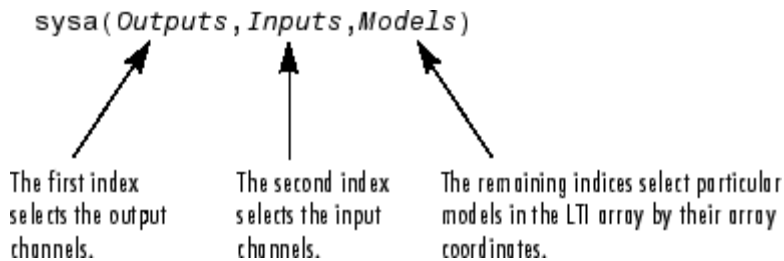 sysa(Outputs,Inputs,Models)
The first index
selects the output
channels.
The second index
selects the input
channels.
The remaining indices select particular
models in the LTI array by their array
coordinates.